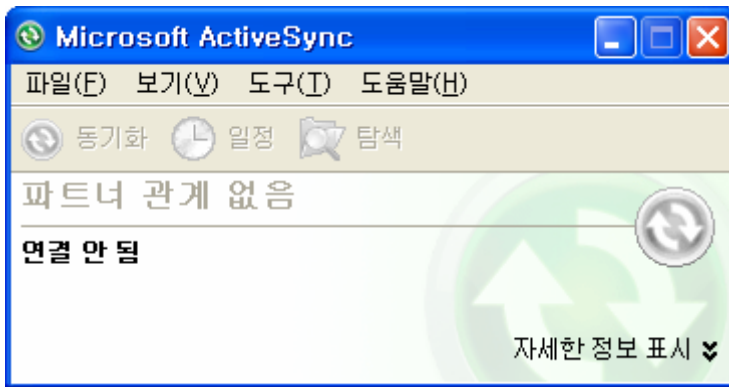 Microsoft ActiveSync
파일(F) 보기(V) 도구(T) 도움말(H)
동기화 일정 탐색
파트너 관계 없음
연결 안 됨
자세한 정보 표시